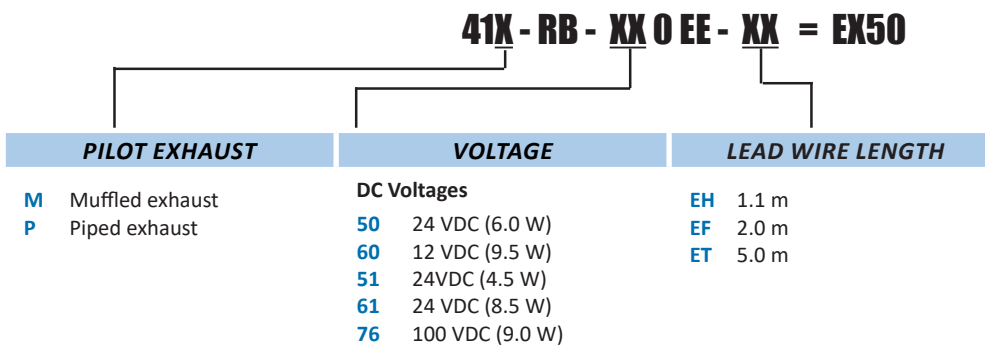 41X - RB - XX 0 EE - XX = EX50
PILOT EXHAUST
M Muffled exhaust
P Piped exhaust
VOLTAGE
DC Voltages
50 24 VDC (6.0 W)
60 12 VDC (9.5 W)
51 24VDC (4.5 W)
61 24 VDC (8.5 W)
76 100 VDC (9.0 W)
LEAD WIRE LENGTH
EH 1.1 m
EF 2.0 m
ET 5.0 m